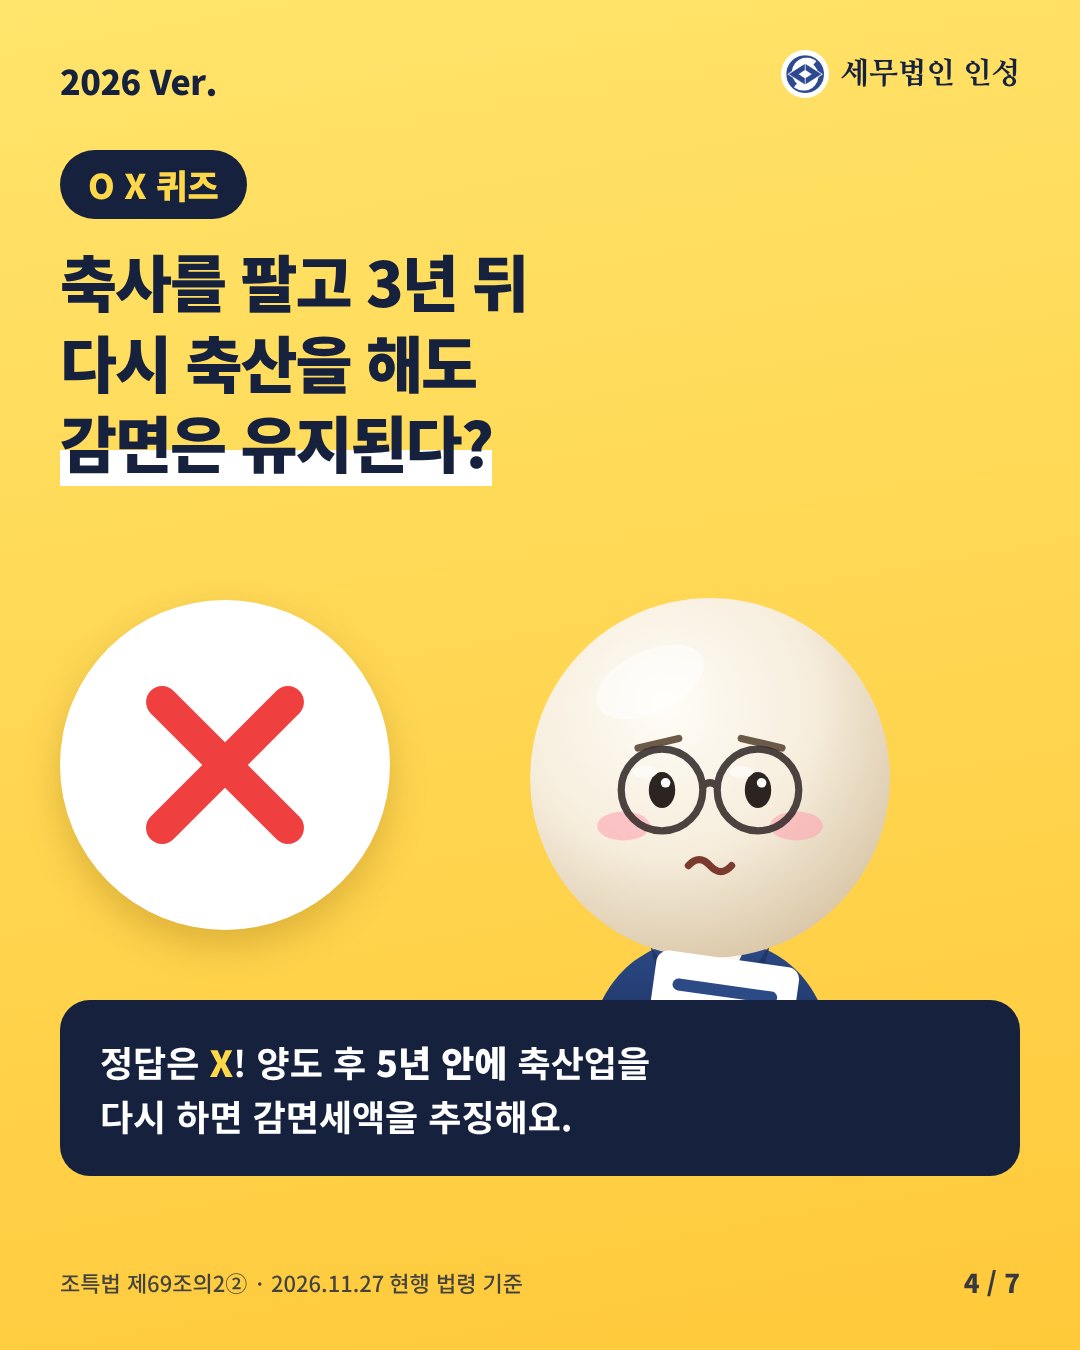 2026 Ver.
세무법인 인성
O X 퀴즈
축사를 팔고 3년 뒤
다시 축산을 해도
감면은 유지된다?
정답은 X! 양도 후 5년 안에 축산업을
다시 하면 감면세액을 추징해요.
조특법 제69조의2② · 2026.11.27 현행 법령 기준
4 / 7